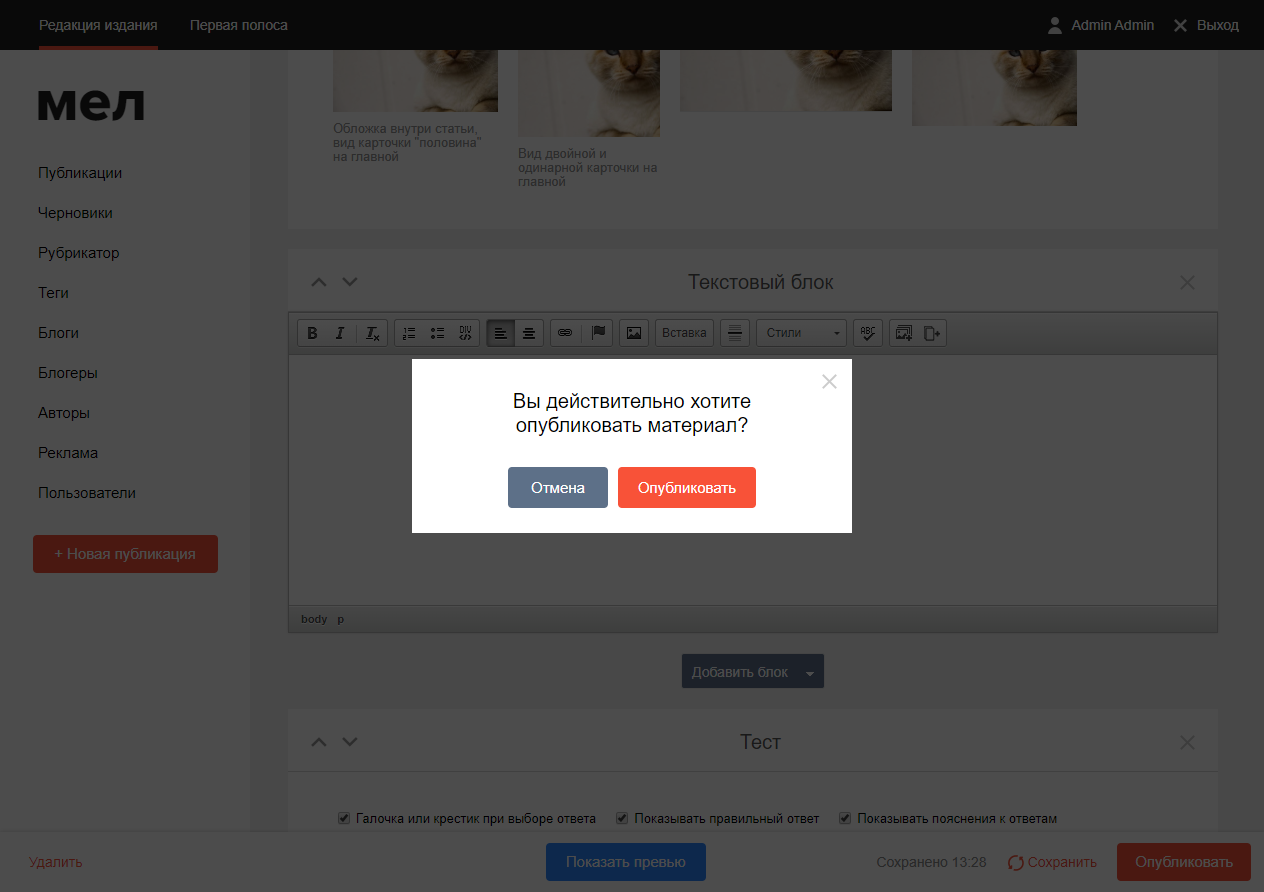 Редакция издания
Первая полоса
Admin Admin
Выход
мел
Публикации
Черновики
Рубрикатор
Теги
Блоги
Блогеры
Авторы
Реклама
Пользователи
+ Новая публикация
Обложка внутри статьи,
вид карточки "половина"
на главной
Вид двойной и
одинарной карточки на
главной
Текстовый блок
B I Tx
DIV
Вставка
Стили
ABC
Вы действительно хотите
опубликовать материал?
Отмена
Опубликовать
body p
Добавить блок
Тест
Галочка или крестик при выборе ответа
Показывать правильный ответ
Показывать пояснения к ответам
Удалить
Показать превью
Сохранено 13:28
Сохранить
Опубликовать